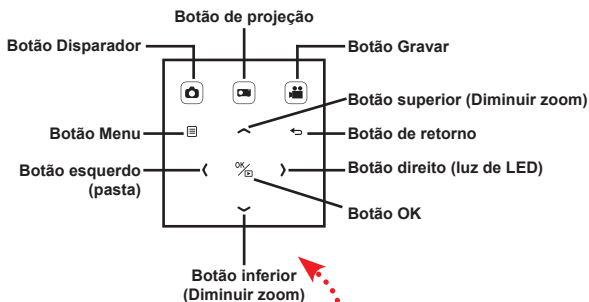 Botão de projeção
Botão Disparador
Botão Gravar
Botão superior (Diminuir zoom)
Botão Menu
Botão de retorno
Botão esquerdo
(pasta)
OK
Botão direito (luz de LED)
Botão OK
Botão inferior
(Diminuir zoom)